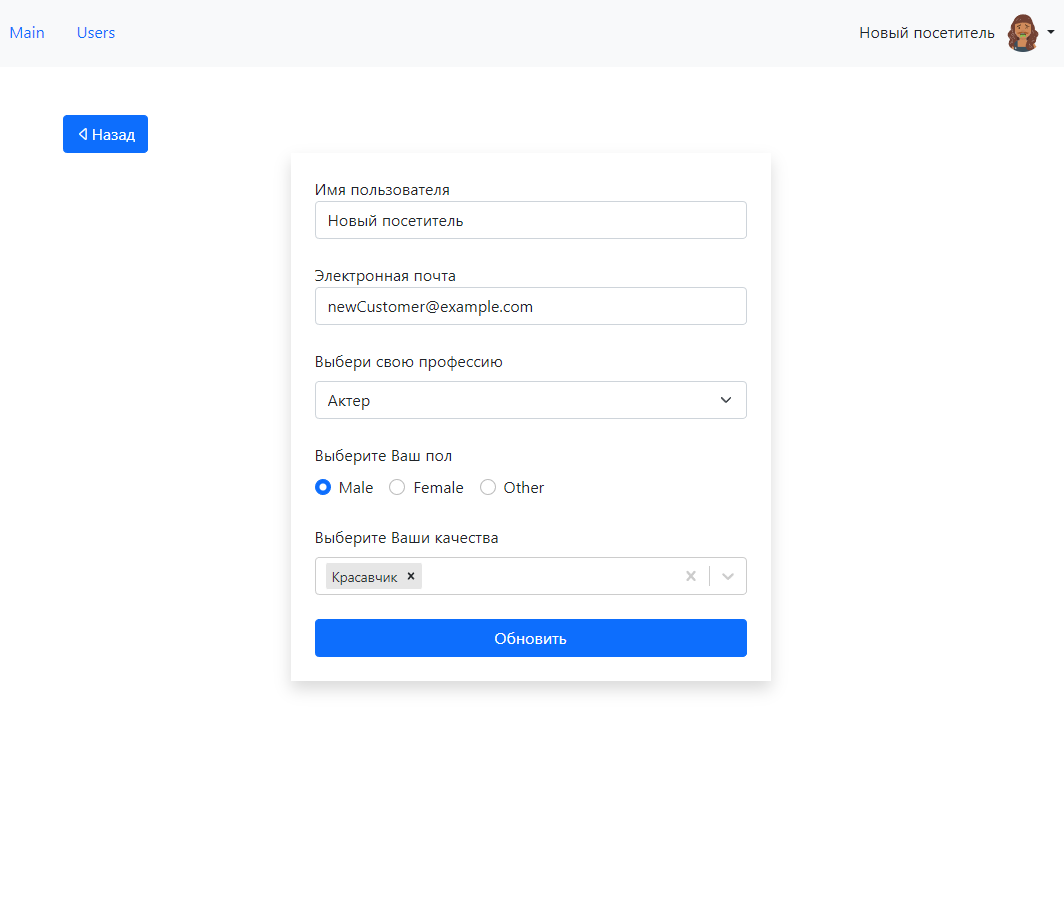 Main Users Новый посетитель
Назад
Имя пользователя
Новый посетитель
Электронная почта
newCustomer@example.com
Выбери свою профессию
Актер
Выберите Ваш пол
Male Female Other
Выберите Ваши качества
Красавчик
Обновить